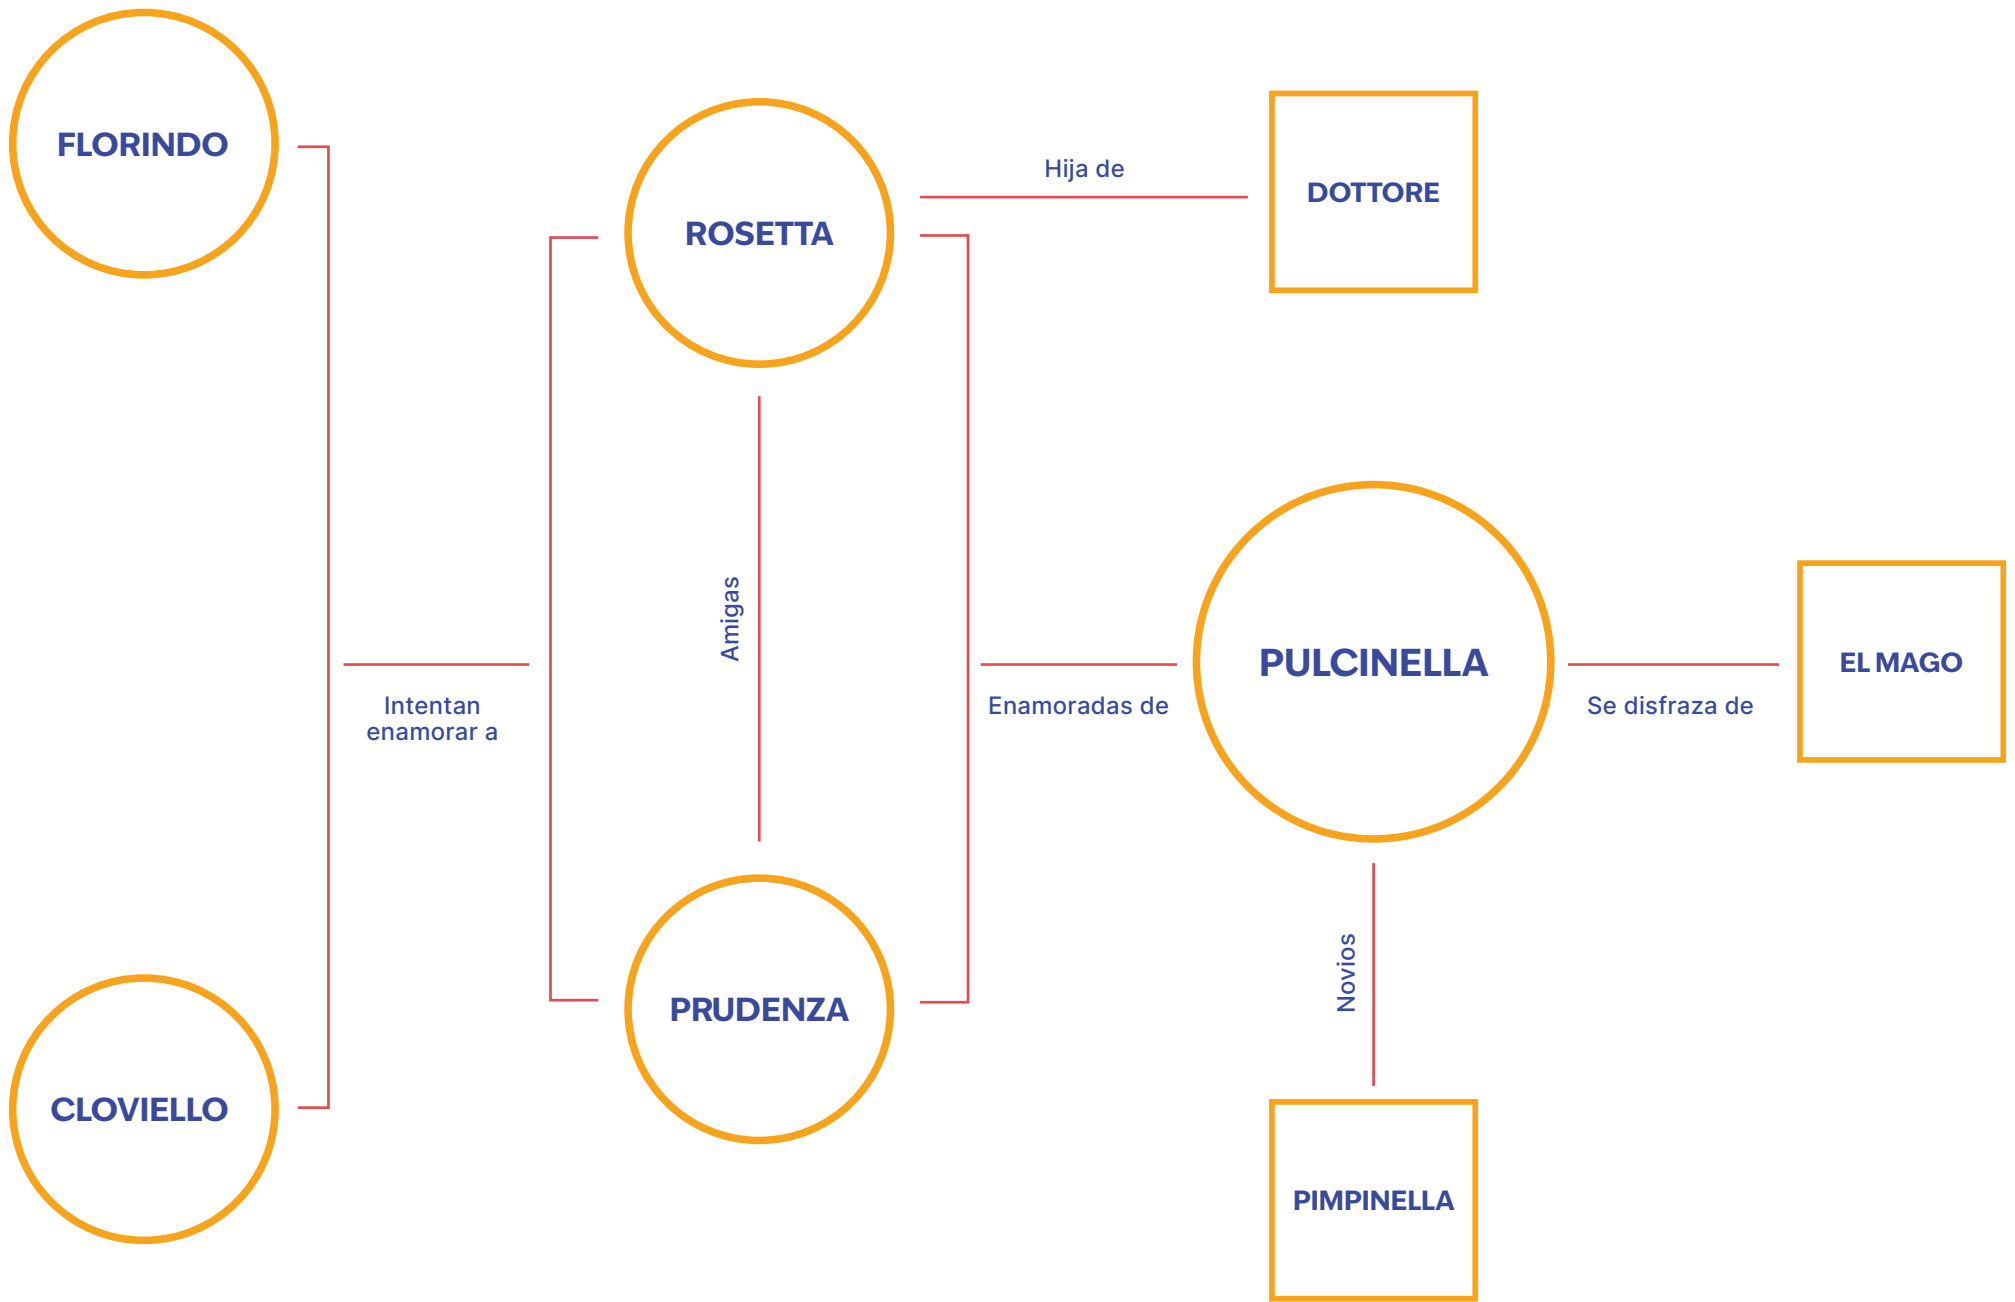 FLORINDO
ROSETTA
Hija de
DOTTORE
Amigas
Intentan
enamorar a
Enamoradas de
PULCINELLA
Se disfraza de
EL MAGO
Novios
PRUDENZA
CLOVIELLO
PIMPINELLA